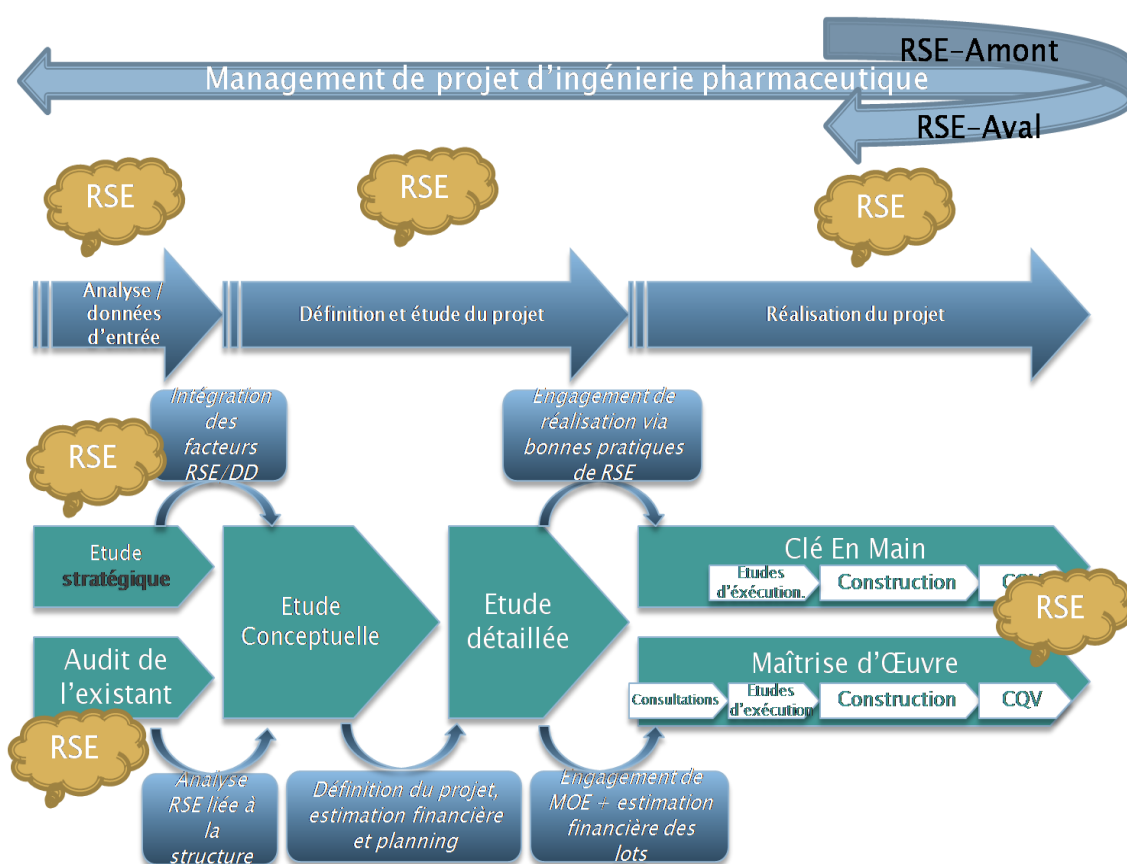 RSE-Amont
Management de projet d'ingénierie pharmaceutique
RSE-Aval
RSE
RSE
RSE
Analyse /
données
d'entrée
Définition et étude du projet
Réalisation du projet
Intégration
des
facteurs
RSE/DD
Engagement de
réalisation via
bonnes pratiques
de RSE
RSE
Etude
stratégique
Etude
Conceptuelle
Etude
détaillée
Clé En Main
Etudes
d'éxécution.
Construction
RSE
Audit de
l'existant
Maîtrise d'Œuvre
Consultations
Etudes
d'exécution
Construction
CQV
RSE
Analyse
RSE liée à
la
structure
Définition du projet,
estimation financière
et planning
Engagement de
MOE + estimation
financière des
lots